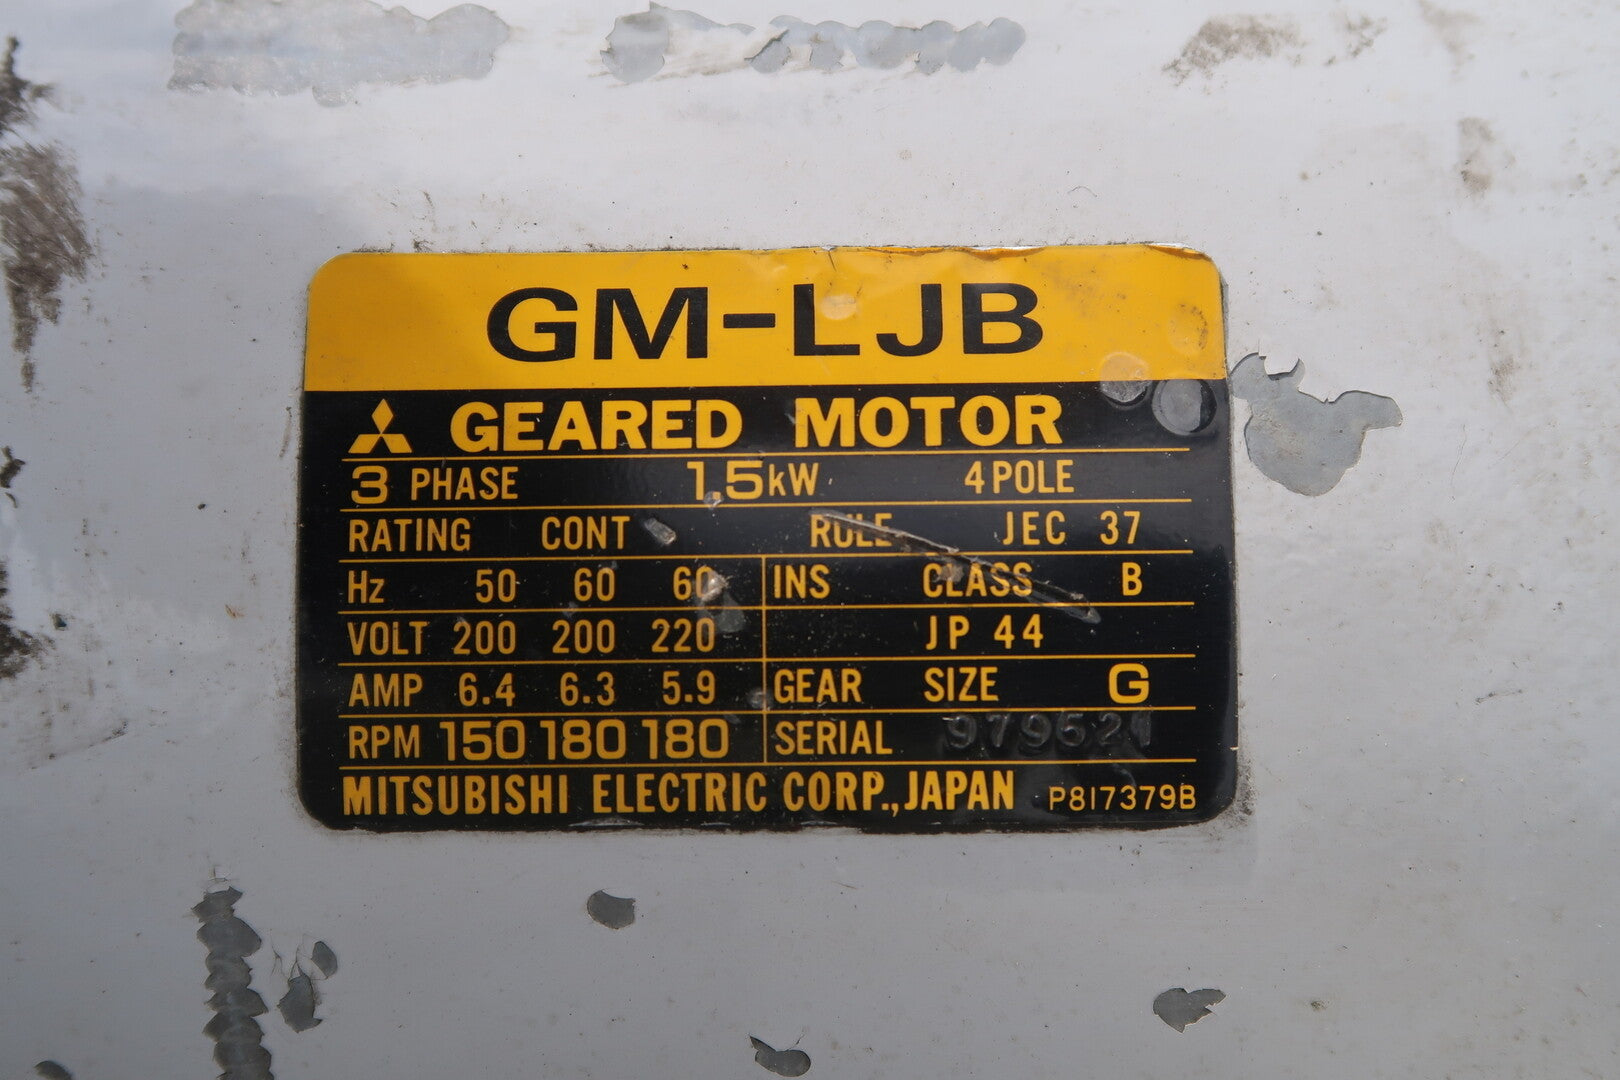 GM-LJB
GEARED MOTOR
3 PHASE 1.5kW 4POLE
RATING CONT RULE JEC 37
Hz 50 60 60 INS CLASS B
VOLT 200 200 220 JP 44
AMP 6.4 6.3 5.9 GEAR SIZE G
RPM 150 180 180 SERIAL 979621
MITSUBISHI ELECTRIC CORP., JAPAN P817379B